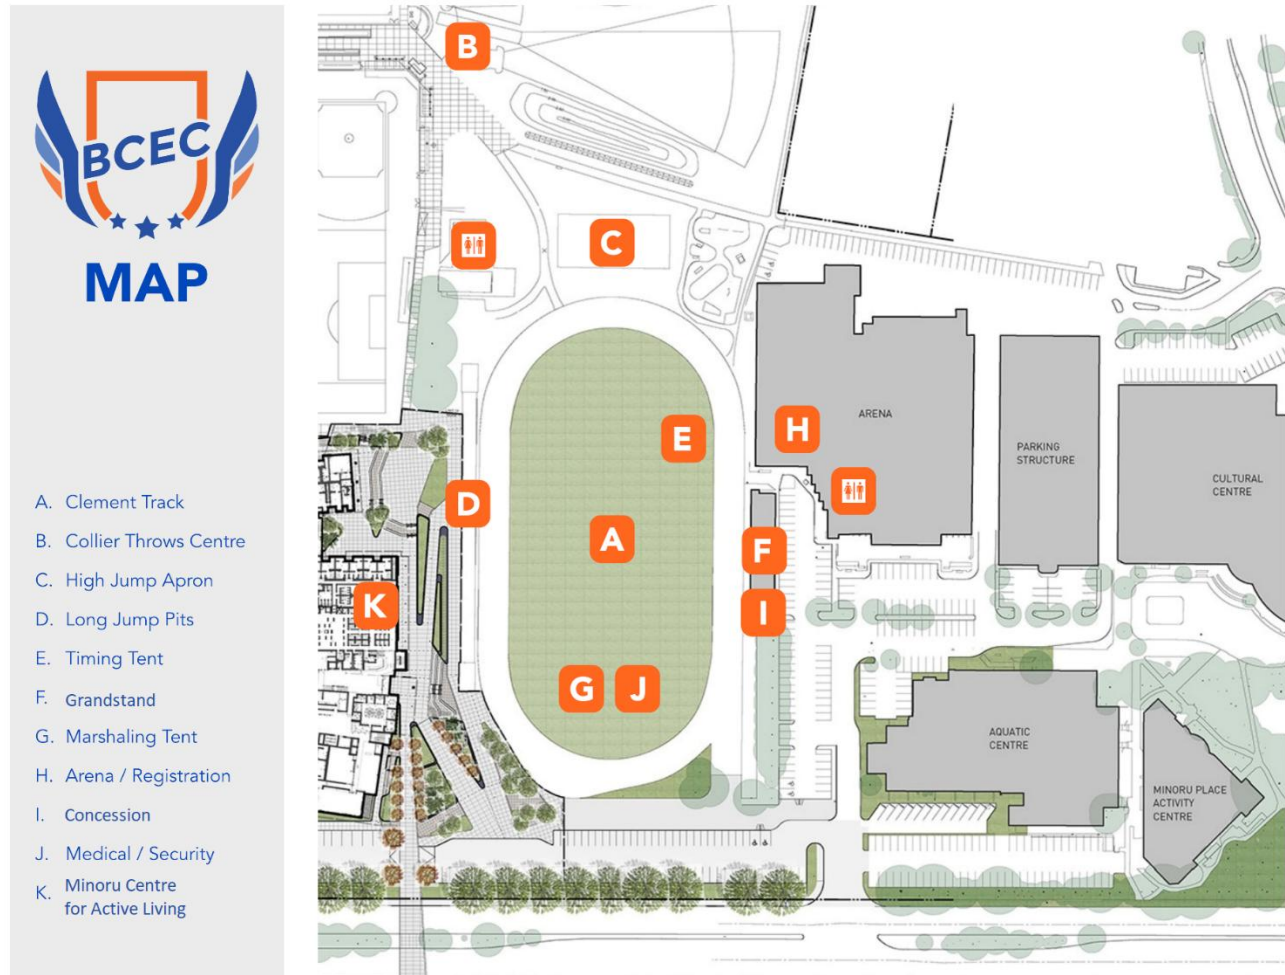 BCEC
MAP
A. Clement Track
B. Collier Throws Centre
C. High Jump Apron
D. Long Jump Pits
E. Timing Tent
F. Grandstand
G. Marshaling Tent
H. Arena / Registration
I. Concession
J. Medical / Security
K. Minoru Centre
for Active Living
B
C
E
H
ARENA
PARKING
STRUCTURE
CULTURAL
CENTRE
D
A
F
K
I
G
J
AQUATIC
CENTRE
MINORU PLACE
ACTIVITY
CENTRE